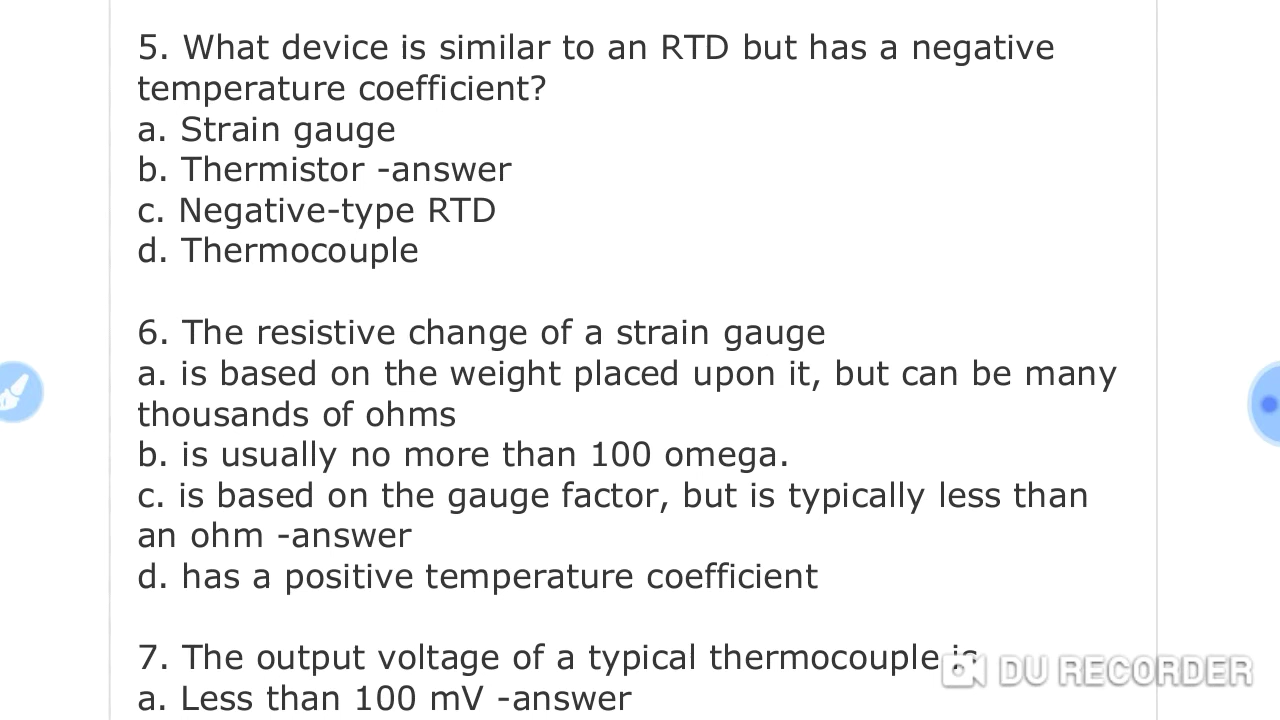 5. What device is similar to an RTD but has a negative
temperature coefficient?
a. Strain gauge
b. Thermistor -answer
c. Negative-type RTD
d. Thermocouple
6. The resistive change of a strain gauge
a. is based on the weight placed upon it, but can be many
thousands of ohms
b. is usually no more than 100 omega.
c. is based on the gauge factor, but is typically less than
an ohm -answer
d. has a positive temperature coefficient
7. The output voltage of a typical thermocouple is
DU RECORDER
a. Less than 100 mV -answer